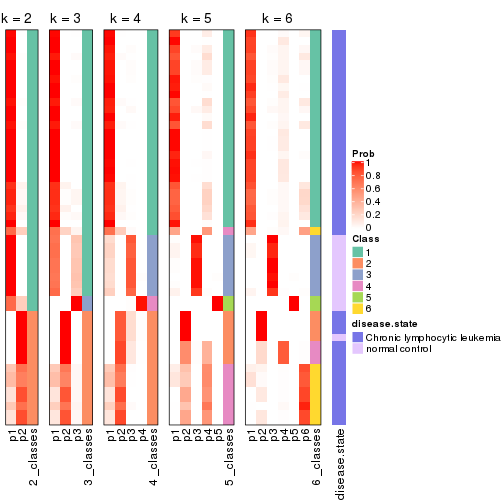 k = 2 k = 3 k = 4 k = 5 k = 6
p1 p2 2_classes p1 p2 p3 3_classes p1 p2 p3 p4 4_classes p1 p2 p3 p4 p5 5_classes p1 p2 p3 p4 p5 p6 6_classes disease.state
Prob
1
0.8
0.6
0.4
0.2
0
Class
1
2
3
4
5
6
disease.state
Chronic lymphocytic leukemia
normal control